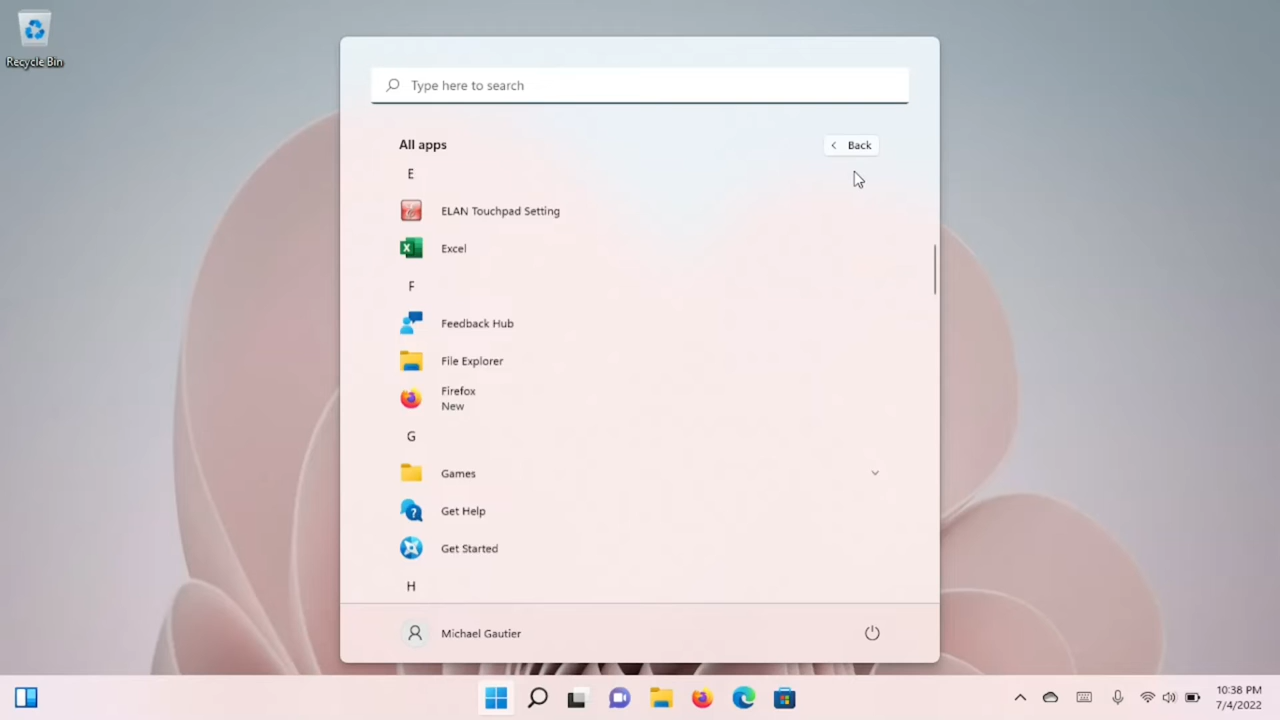 Recycle Bin
Type here to search
All apps
Back
E
ELAN Touchpad Setting
Excel
F
Feedback Hub
File Explorer
Firefox
New
G
Games
Get Help
Get Started
H
Michael Gautier
10:38 PM
7/4/2022